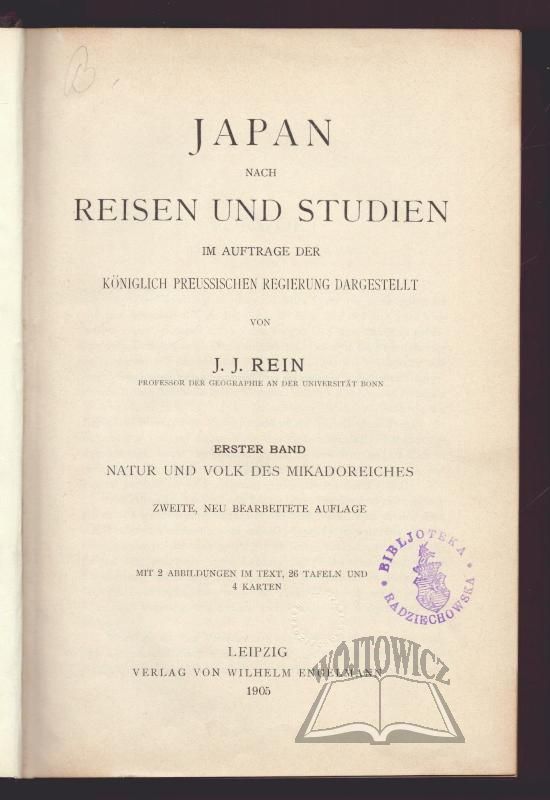 B.
JAPAN
NACH
REISEN UND STUDIEN
IM AUFTRAGE DER
KÖNIGLICH PREUSSISCHEN REGIERUNG DARGESTELLT
VON
J. J. REIN
PROFESSOR DER GEOGRAPHIE AN DER UNIVERSITÄT BONN
ERSTER BAND
NATUR UND VOLK DES MIKADOREICHES
ZWEITE, NEU BEARBEITETE AUFLAGE
MIT 2 ABBILDUNGEN IM TEXT, 26 TAFELN UND
4 KARTEN
BIBLJOTEKA
RADZIECHOWSKA
LEIPZIG
VERLAG VON WILHELM ENGELMANN
1905
WÓJTOWICZ